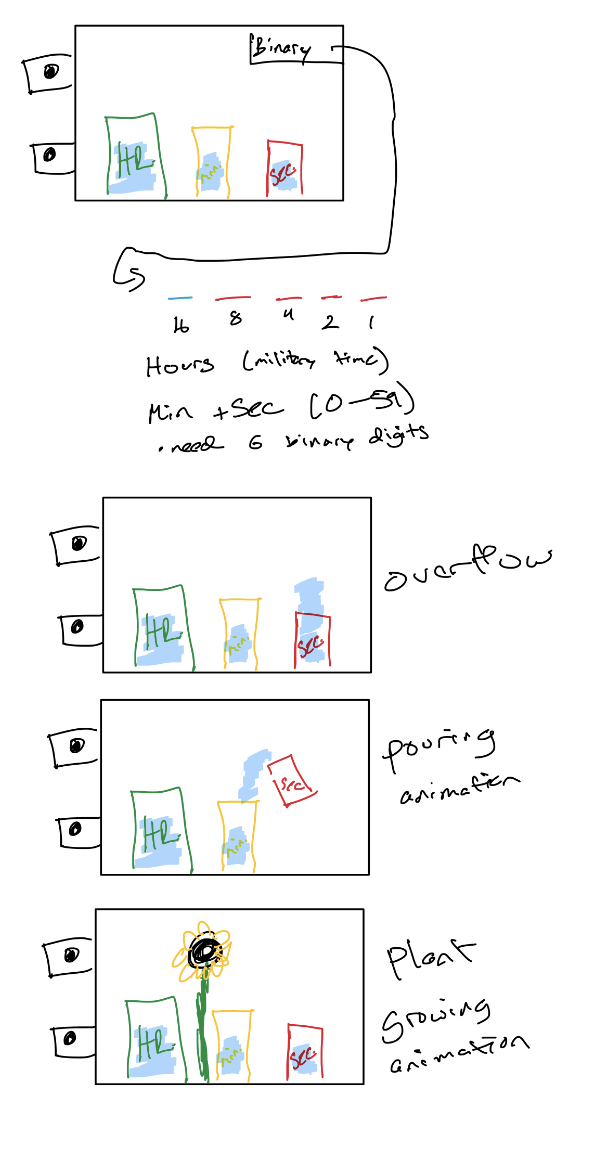 Binary
HR min. SEC
16 8 4 2 1
Hours (military time)
Min + Sec (0-59)
• need 6 binary digits
overflow
HR min. SEC
pouring
animation
HR min. SEC
Plant
growing
animation
HR min. SEC